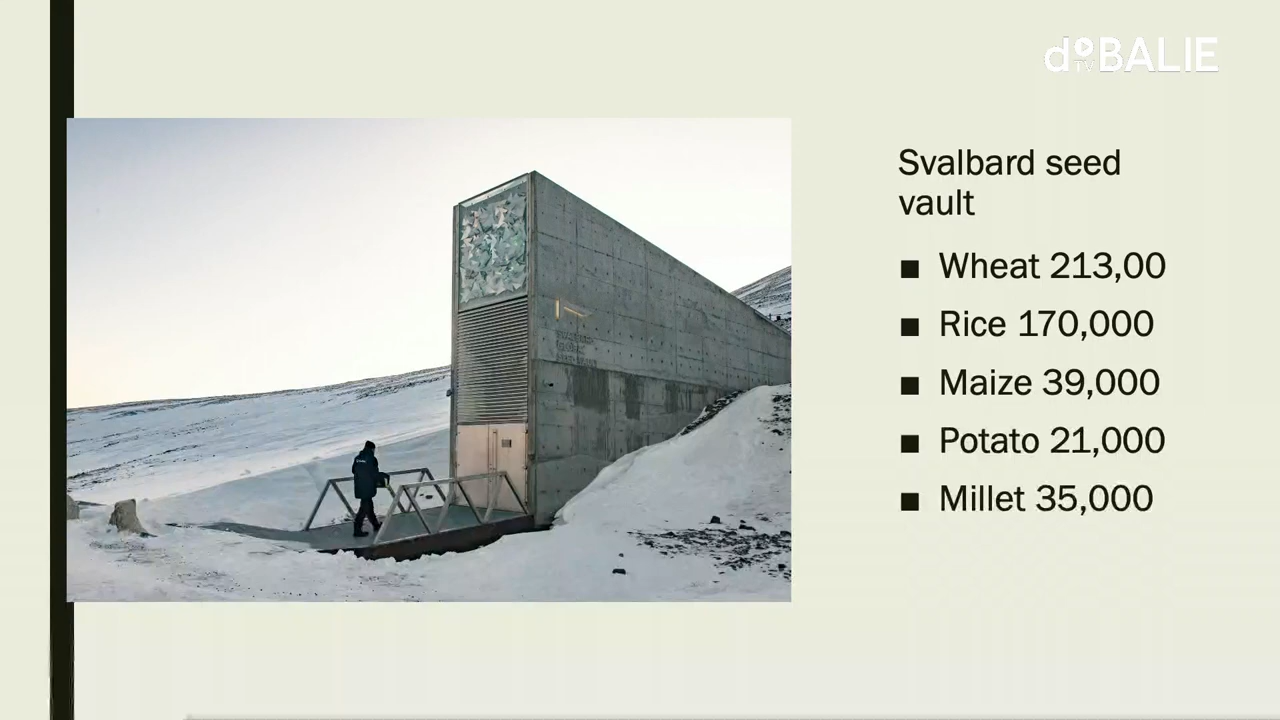 de BALIE
TV
Svalbard seed
vault
■ Wheat 213,00
■ Rice 170,000
■ Maize 39,000
■ Potato 21,000
■ Millet 35,000